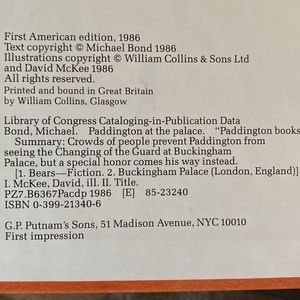 First American edition, 1986
Text copyright © Michael Bond 1986
Illustrations copyright © William Collins & Sons Ltd
and David McKee 1986
All rights reserved.
Printed and bound in Great Britain
by William Collins, Glasgow
Library of Congress Cataloging-in-Publication Data
Bond, Michael. Paddington at the palace. "Paddington books
Summary: Crowds of people prevent Paddington from
seeing the Changing of the Guard at Buckingham
Palace, but a special honor comes his way instead.
[1. Bears—Fiction. 2. Buckingham Palace (London, England)]
I. McKee, David, ill. II. Title.
PZ7.B6367Pacdp 1986 [E] 85-23240
ISBN 0-399-21340-6
G.P. Putnam's Sons, 51 Madison Avenue, NYC 10010
First impression